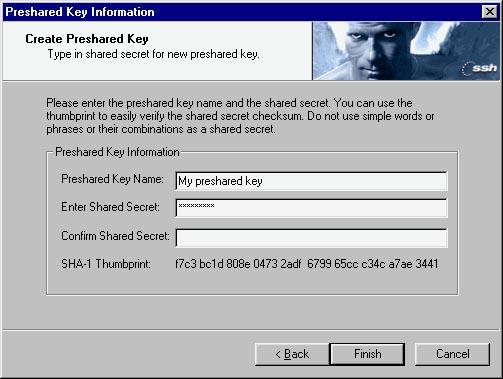 Preshared Key Information
Create Preshared Key
Type in shared secret for new preshared key.
ssh
Please enter the preshared key name and the shared secret. You can use the
thumbprint to easily verify the shared secret checksum. Do not use simple words or
phrases or their combinations as a shared secret.
Preshared Key Information
Preshared Key Name: My preshared key
Enter Shared Secret: *********
Confirm Shared Secret:
SHA-1 Thumbprint: f7c3 bc1d 808e 0473 2adf 6799 65cc c34c a7ae 3441
< Back Finish Cancel